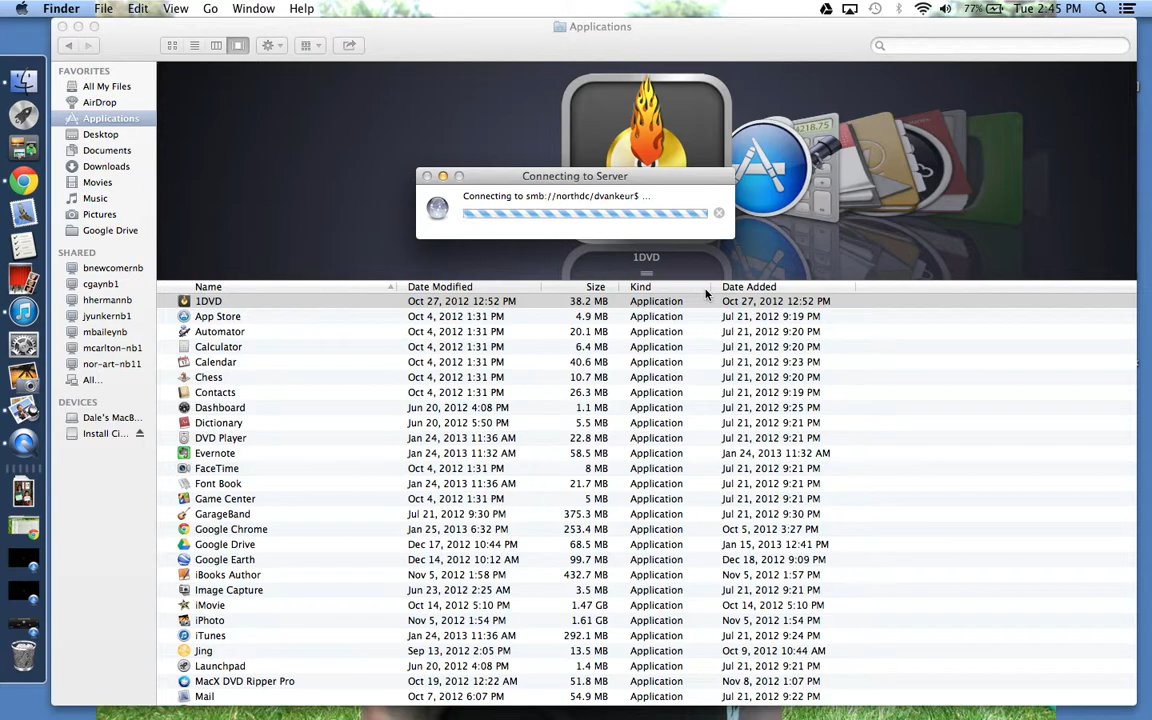 Finder File Edit View Go Window Help 77% Tue 2:45 PM
Applications
FAVORITES
All My Files
AirDrop
Applications
Desktop
Documents
Downloads
Movies
Music
Pictures
Google Drive
SHARED
bnewcomernb
cgaynb1
hhermannb
jyunkernb1
mbaileynb
mcarlton-nb1
nor-art-nb11
All...
DEVICES
Dale's MacB...
Install Ci...
218.75
Connecting to Server
Connecting to smb://northdc/dvankeur$ ...
1DVD
Name Date Modified Size Kind Date Added
1DVD Oct 27, 2012 12:52 PM 38.2 MB Application Oct 27, 2012 12:52 PM
App Store Oct 4, 2012 1:31 PM 4.9 MB Application Jul 21, 2012 9:19 PM
Automator Oct 4, 2012 1:31 PM 20.1 MB Application Jul 21, 2012 9:20 PM
Calculator Oct 4, 2012 1:31 PM 6.4 MB Application Jul 21, 2012 9:20 PM
Calendar Oct 4, 2012 1:31 PM 40.6 MB Application Jul 21, 2012 9:23 PM
Chess Oct 4, 2012 1:31 PM 10.7 MB Application Jul 21, 2012 9:20 PM
Contacts Oct 4, 2012 1:31 PM 26.3 MB Application Jul 21, 2012 9:19 PM
Dashboard Jun 20, 2012 4:08 PM 1.1 MB Application Jul 21, 2012 9:25 PM
Dictionary Jun 20, 2012 5:50 PM 5.5 MB Application Jul 21, 2012 9:21 PM
DVD Player Jan 24, 2013 11:36 AM 22.8 MB Application Jul 21, 2012 9:21 PM
Evernote Jan 24, 2013 11:32 AM 58.5 MB Application Jan 24, 2013 11:32 AM
FaceTime Oct 4, 2012 1:31 PM 8 MB Application Jul 21, 2012 9:21 PM
Font Book Jan 24, 2013 11:36 AM 21.7 MB Application Jul 21, 2012 9:21 PM
Game Center Oct 4, 2012 1:31 PM 5 MB Application Jul 21, 2012 9:21 PM
GarageBand Jul 21, 2012 9:30 PM 375.3 MB Application Jul 21, 2012 9:30 PM
Google Chrome Jan 25, 2013 6:32 PM 253.4 MB Application Oct 5, 2012 3:27 PM
Google Drive Dec 17, 2012 10:44 PM 68.5 MB Application Jan 15, 2013 12:41 PM
Google Earth Dec 14, 2012 10:12 AM 99.7 MB Application Dec 18, 2012 9:09 PM
iBooks Author Nov 5, 2012 1:58 PM 432.7 MB Application Nov 5, 2012 1:57 PM
Image Capture Jun 23, 2012 2:25 AM 3.5 MB Application Jul 21, 2012 9:21 PM
iMovie Oct 14, 2012 5:10 PM 1.47 GB Application Oct 14, 2012 5:10 PM
iPhoto Nov 5, 2012 1:54 PM 1.61 GB Application Nov 5, 2012 1:54 PM
iTunes Jan 24, 2013 11:36 AM 292.1 MB Application Jul 21, 2012 9:24 PM
Jing Sep 13, 2012 2:05 PM 13.5 MB Application Oct 9, 2012 10:44 AM
Launchpad Jun 20, 2012 4:08 PM 1.4 MB Application Jul 21, 2012 9:21 PM
MacX DVD Ripper Pro Oct 19, 2012 12:22 AM 51.8 MB Application Nov 8, 2012 1:07 PM
Mail Oct 7, 2012 6:07 PM 54.9 MB Application Jul 21, 2012 9:22 PM